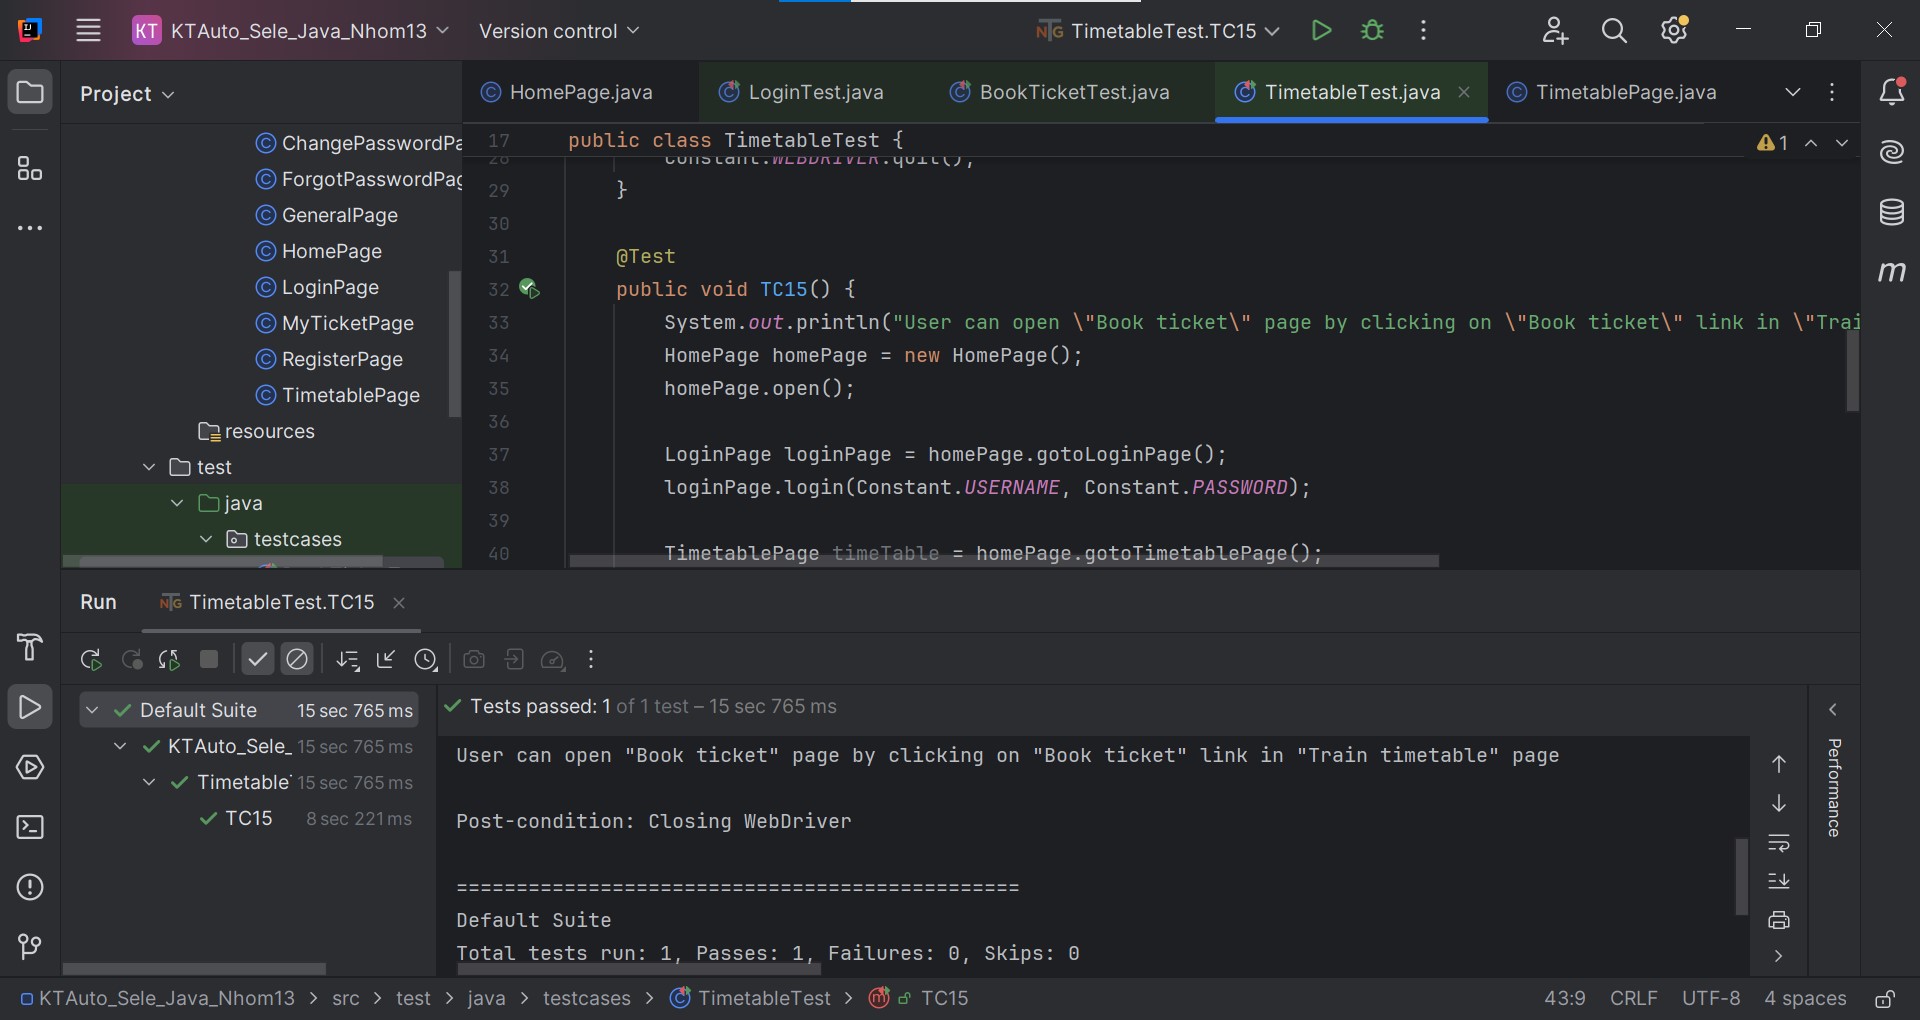 KT KTAuto_Sele_Java_Nhom13 Version control TimetableTest.TC15
Project
HomePage.java LoginTest.java BookTicketTest.java TimetableTest.java TimetablePage.java
ForgotPasswordPag
GeneralPage
HomePage
LoginPage
MyTicketPage
RegisterPage
TimetablePage
resources
test
java
testcases
17 public class TimetableTest {
1
28 Constant.WEBDRIVER.quit();
29 }
30
31 @Test
32 public void TC15() {
33 System.out.println("User can open \"Book ticket\" page by clicking on \"Book ticket\" link in \"Trai
34 HomePage homePage = new HomePage();
35 homePage.open();
36
37 LoginPage loginPage = homePage.gotoLoginPage();
38 loginPage.login(Constant.USERNAME, Constant.PASSWORD);
39
40 TimetablePage timeTable = homePage.gotoTimetablePage();
Run TimetableTest.TC15
Default Suite 15 sec 765 ms
KTAuto_Sele_ 15 sec 765 ms
Timetable 15 sec 765 ms
TC15 8 sec 221 ms
Tests passed: 1 of 1 test – 15 sec 765 ms
User can open "Book ticket" page by clicking on "Book ticket" link in "Train timetable" page
Post-condition: Closing WebDriver
===============================================
Default Suite
Total tests run: 1, Passes: 1, Failures: 0, Skips: 0
Performance
KTAuto_Sele_Java_Nhom13 > src > test > java > testcases > TimetableTest > TC15
43:9 CRLF UTF-8 4 spaces